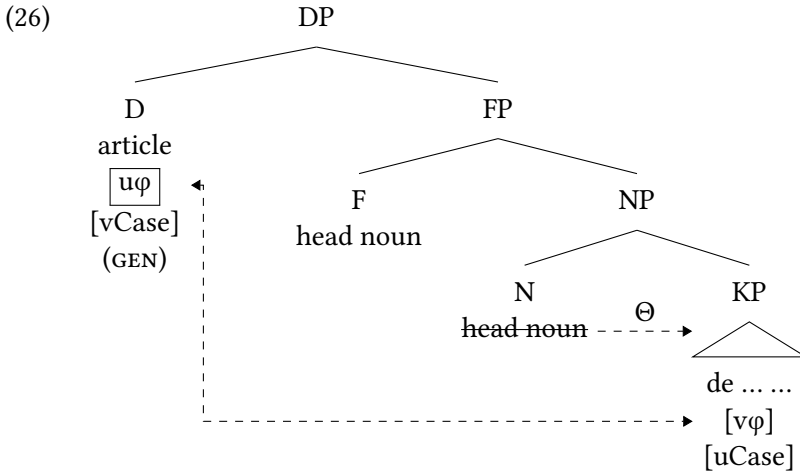 (26) DP
D FP
article
uφ F NP
[vCase] head noun
(GEN)
N KP
head noun Θ
de ... ...
[vφ]
[uCase]